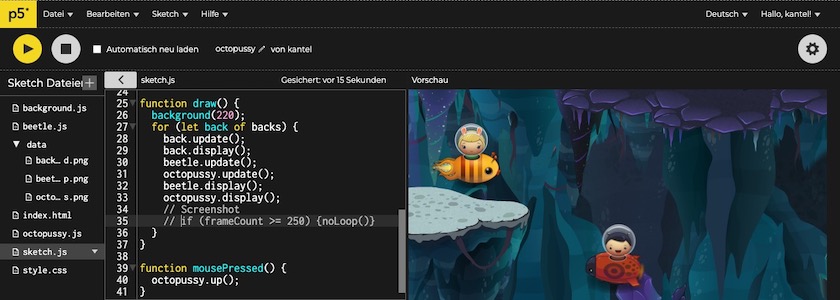 p5* Datei Bearbeiten Sketch Hilfe Deutsch Hallo, kantel!
Automatisch neu laden octopussy von kantel
Sketch Dateien + sketch.js Gesichert: vor 15 Sekunden Vorschau
background.js
beetle.js
data
back... d.png
beet... p.png
octo... s.png
index.html
octopussy.js
sketch.js
style.css
24
25 function draw() {
26 background(220);
27 for (let back of backs) {
28 back.update();
29 back.display();
30 beetle.update();
31 octopussy.update();
32 beetle.display();
33 octopussy.display();
34 // Screenshot
35 // if (frameCount >= 250) {noLoop()}
36 }
37 }
38
39 function mousePressed() {
40 octopussy.up();
41 }